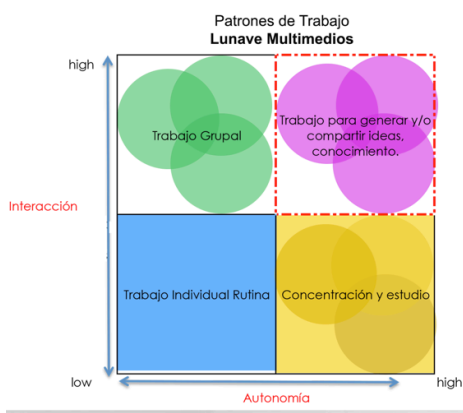 Patrones de Trabajo
Lunave Multimedios
high
Trabajo Grupal
Trabajo para generar y/o
compartir ideas,
conocimiento.
Interacción
Trabajo Individual Rutina
Concentración y estudio
low
high
Autonomía